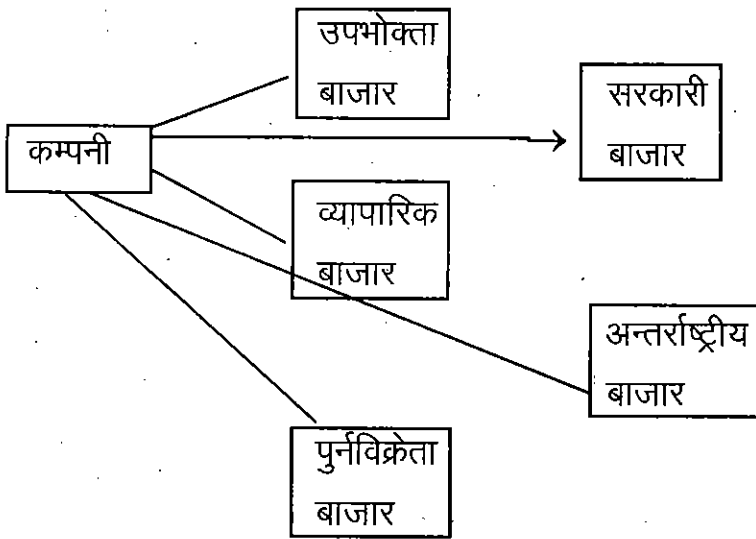 उपभोक्ता
बाजार
सरकारी
बाजार
कम्पनी
व्यापारिक
बाजार
अन्तर्राष्ट्रीय
बाजार
पुर्नविक्रेता
बाजार